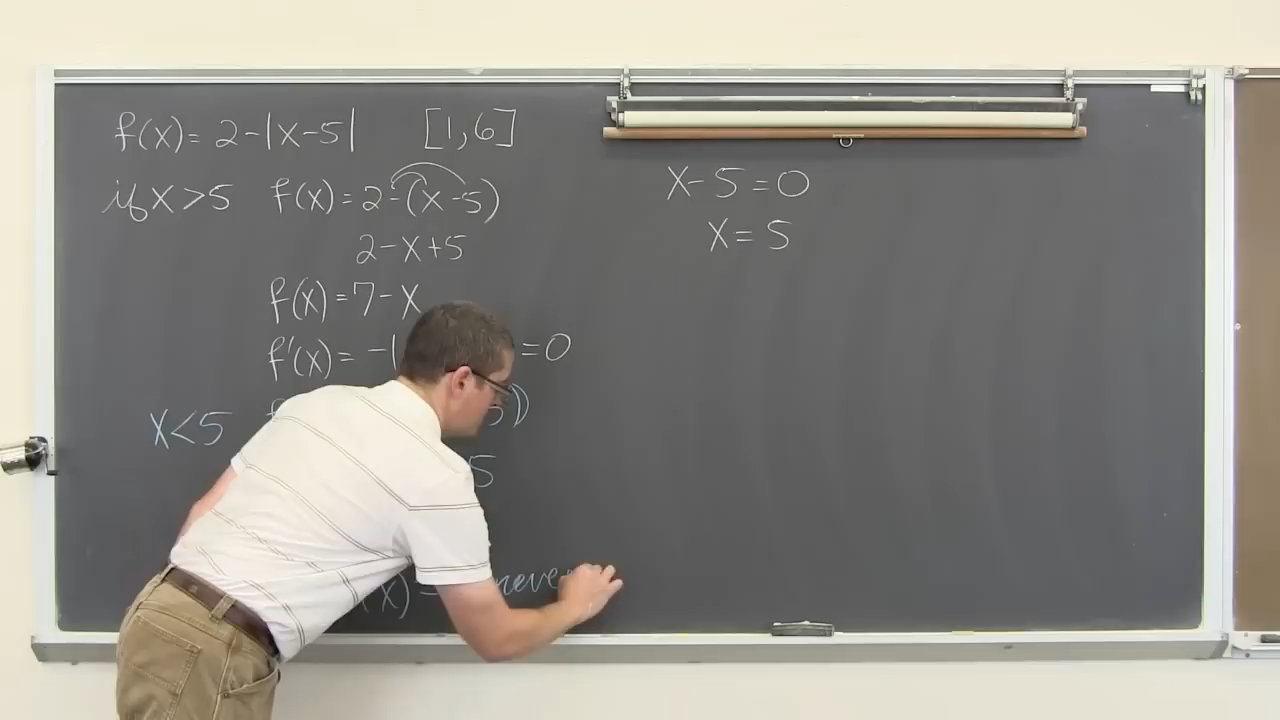 f(x) = 2 - |x - 5| [1,6]
if x > 5 f(x) = 2 - (x - 5)
2 - x + 5
f(x) = 7 - x
f'(x) = -1 = 0
x < 5 )
5
(x) =
x - 5 = 0
x = 5